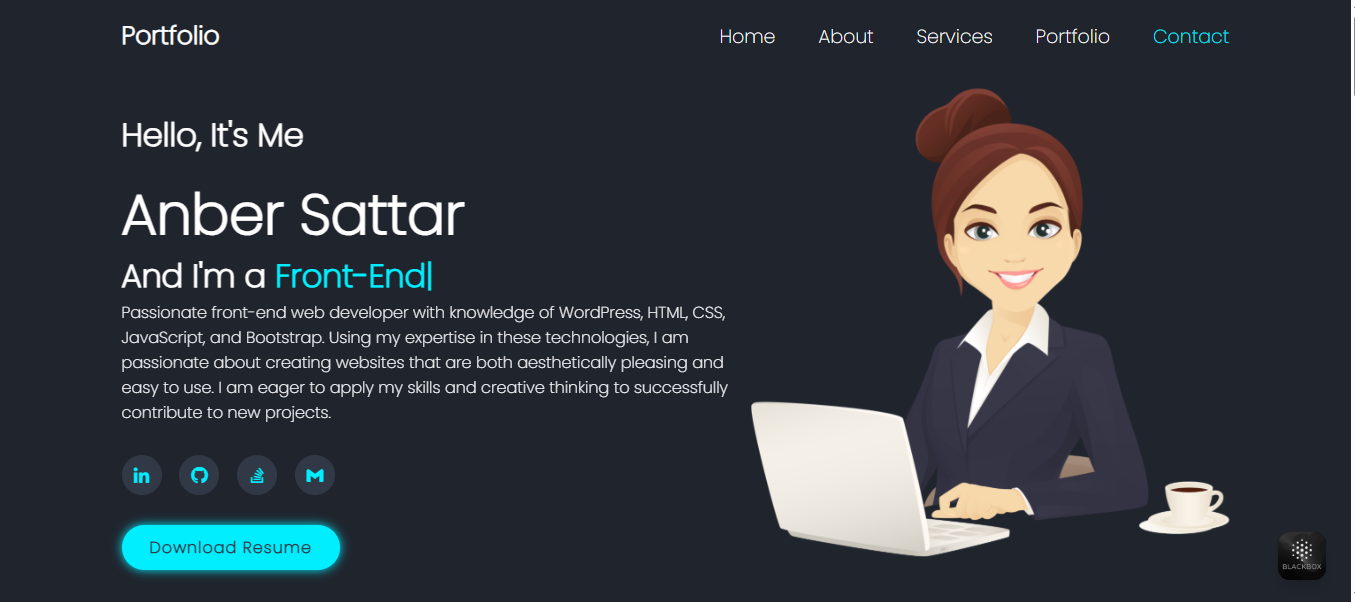 Portfolio
Home About Services Portfolio Contact
Hello, It's Me
Anber Sattar
And I'm a Front-End|
Passionate front-end web developer with knowledge of WordPress, HTML, CSS,
JavaScript, and Bootstrap. Using my expertise in these technologies, I am
passionate about creating websites that are both aesthetically pleasing and
easy to use. I am eager to apply my skills and creative thinking to successfully
contribute to new projects.
in
Download Resume
BLACKBOX